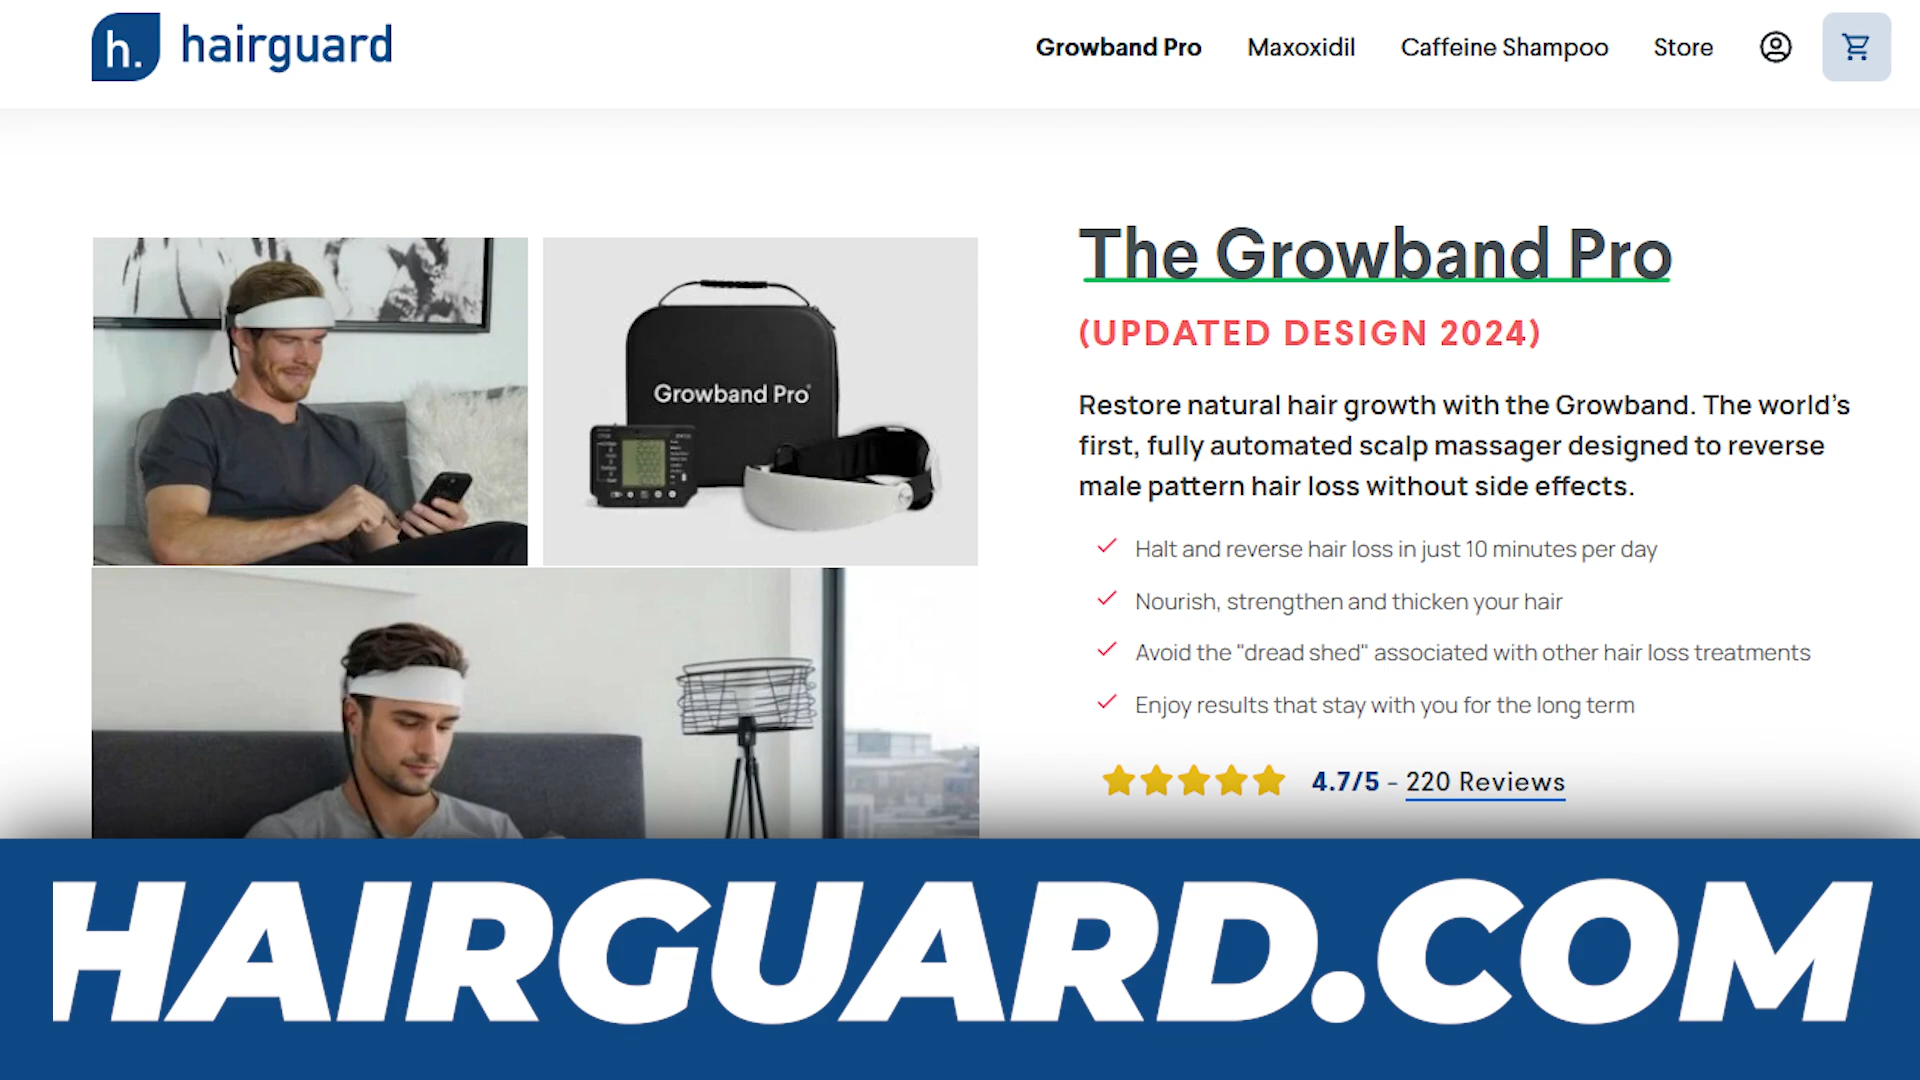 h. hairguard
Growband Pro Maxoxidil Caffeine Shampoo Store
Growband Pro
The Growband Pro
(UPDATED DESIGN 2024)
Restore natural hair growth with the Growband. The world's
first, fully automated scalp massager designed to reverse
male pattern hair loss without side effects.
Halt and reverse hair loss in just 10 minutes per day
Nourish, strengthen and thicken your hair
Avoid the "dread shed" associated with other hair loss treatments
Enjoy results that stay with you for the long term
4.7/5 - 220 Reviews
HAIRGUARD.COM